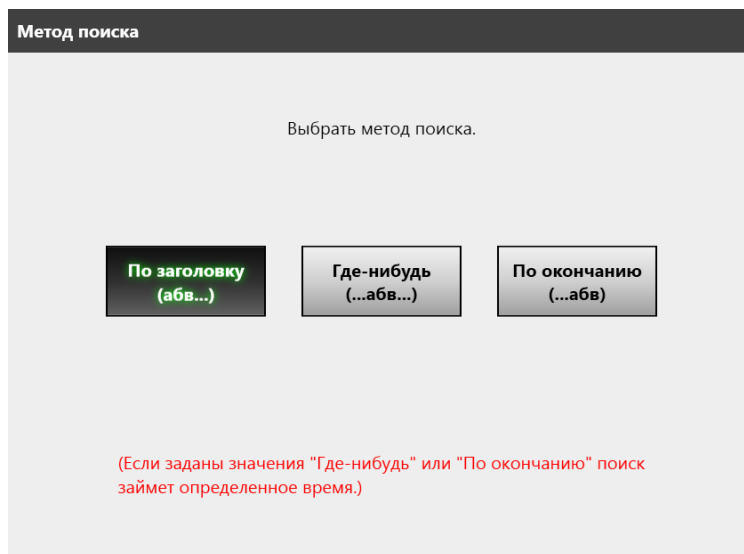 Метод поиска
Выбрать метод поиска.
По заголовку
(абв...)
Где-нибудь
(...абв...)
По окончанию
(...абв)
(Если заданы значения "Где-нибудь" или "По окончанию" поиск
займет определенное время.)